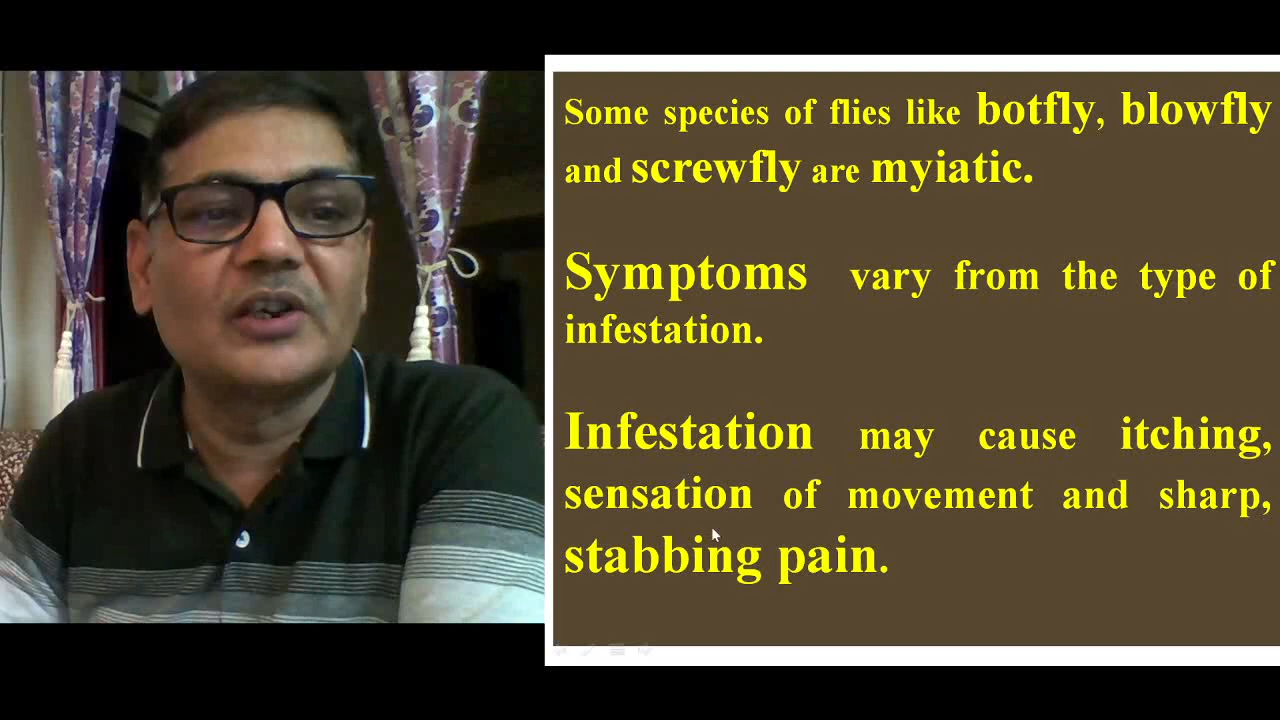 Some species of flies like botfly, blowfly
and screwfly are myiatic.
Symptoms vary from the type of
infestation.
Infestation may cause itching,
sensation of movement and sharp,
stabbing pain.